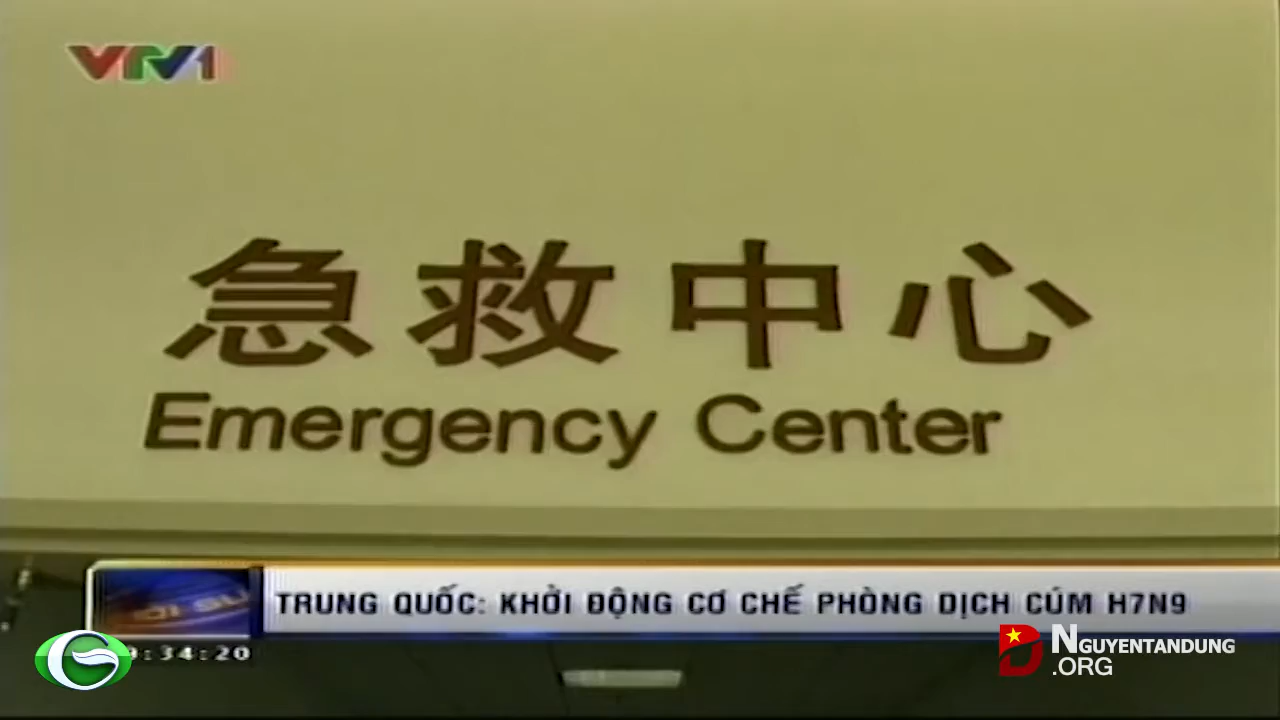 VTV1
急救中心
Emergency Center
TRUNG QUỐC: KHỞI ĐỘNG CƠ CHẾ PHÒNG DỊCH CÚM H7N9
:34:20
NGUYENTANDUNG
.ORG